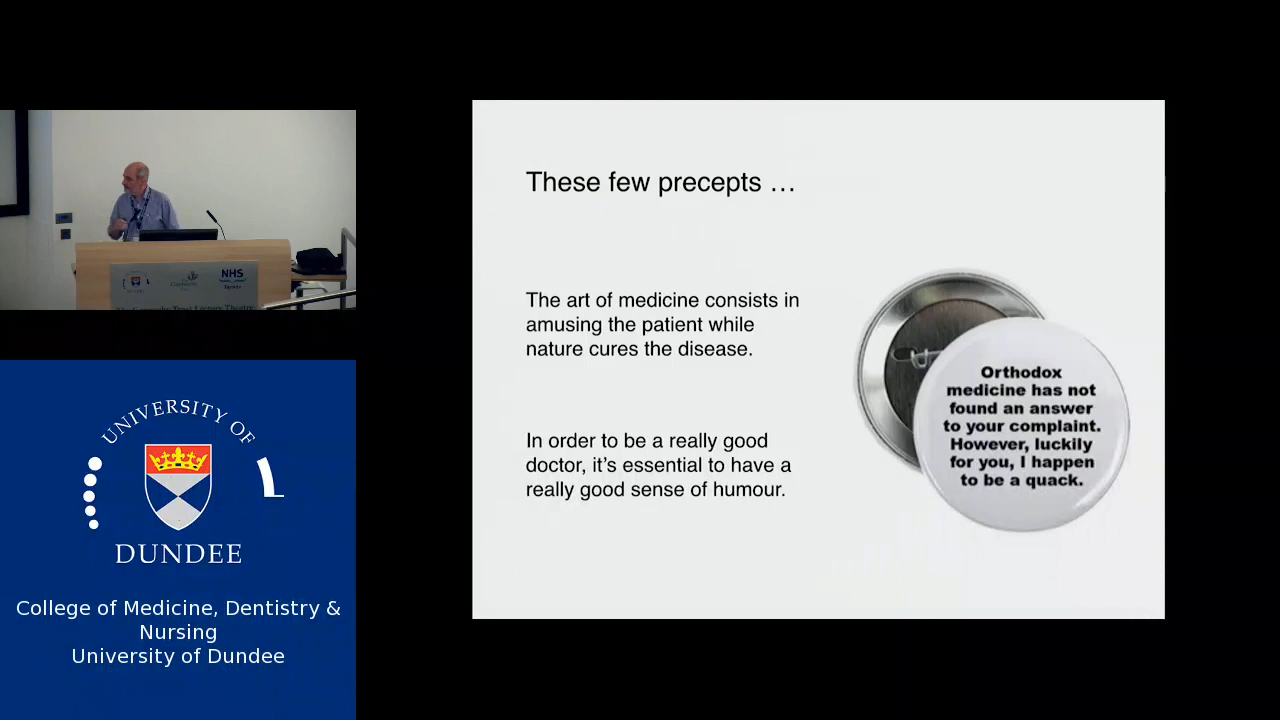 These few precepts …
The art of medicine consists in
amusing the patient while
nature cures the disease.
In order to be a really good
doctor, it’s essential to have a
really good sense of humour.
Orthodox
medicine has not
found an answer
to your complaint.
However, luckily
for you, I happen
to be a quack.
NHS
UNIVERSITY OF
DUNDEE
College of Medicine, Dentistry &
Nursing
University of Dundee